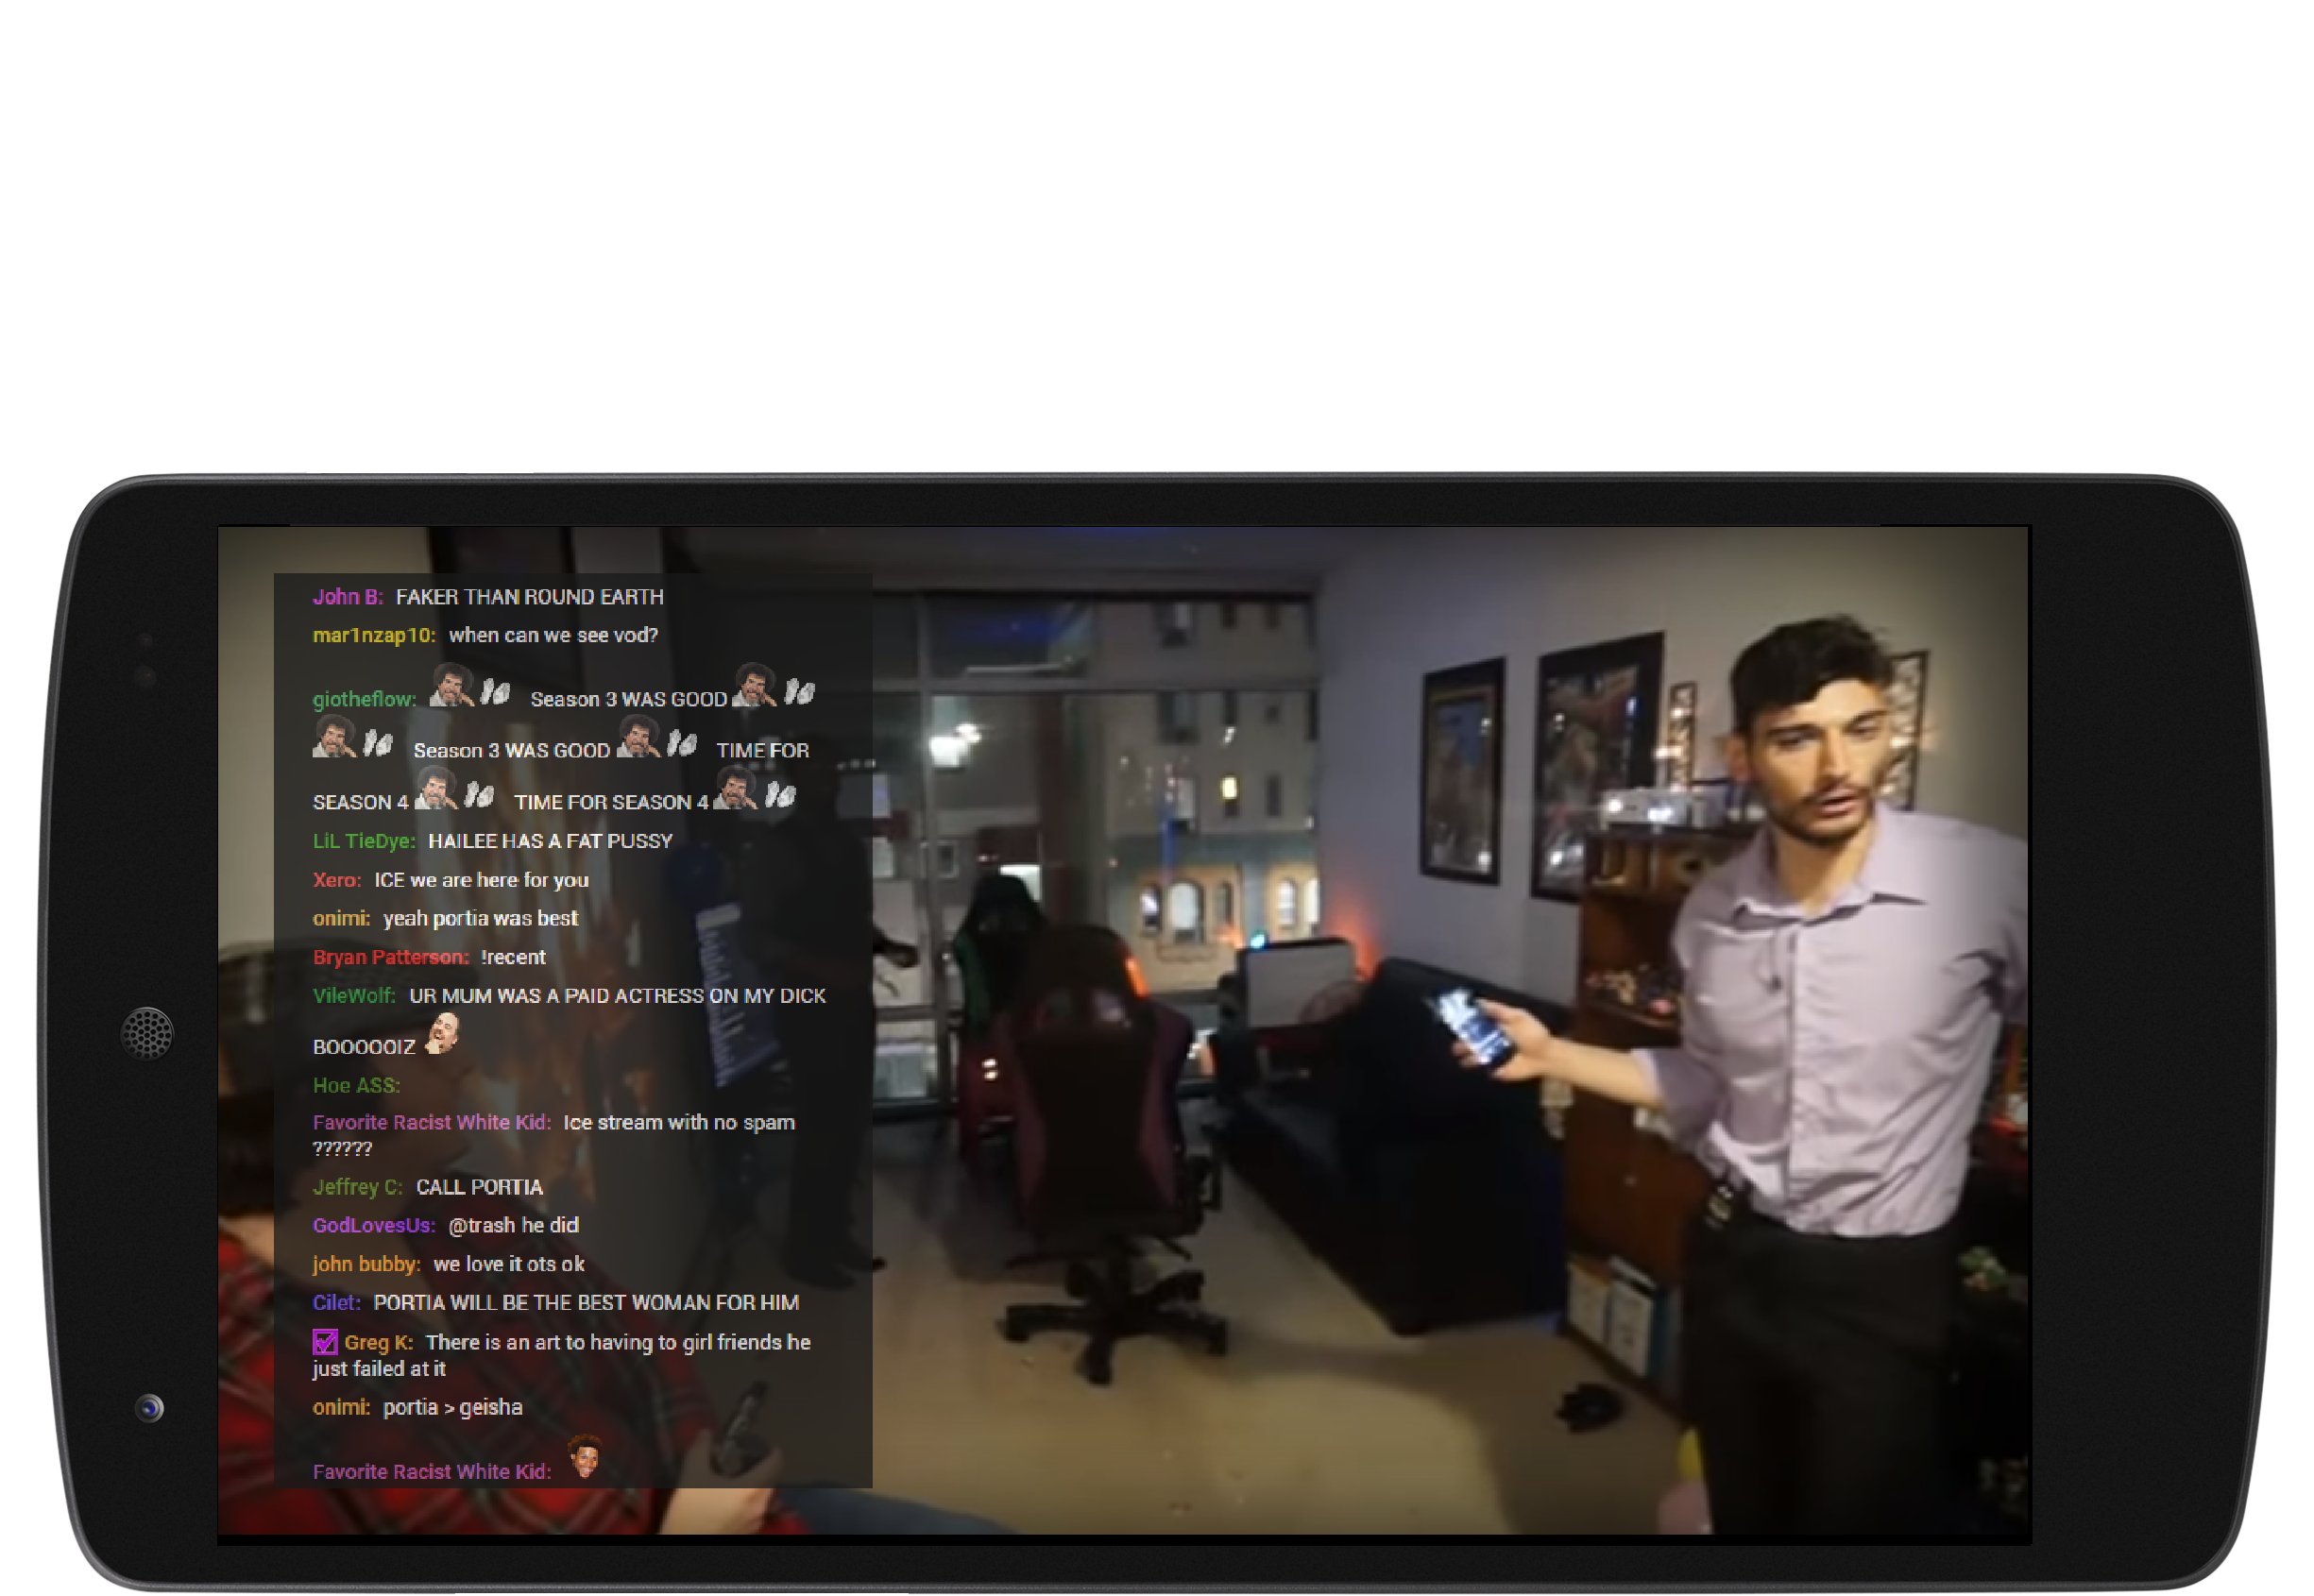 John B: FAKER THAN ROUND EARTH
mar1nzap10: when can we see vod?
giotheflow: Season 3 WAS GOOD
Season 3 WAS GOOD TIME FOR
SEASON 4 TIME FOR SEASON 4
LiL TieDye: HAILEE HAS A FAT PUSSY
Xero: ICE we are here for you
onimi: yeah portia was best
Bryan Patterson: !recent
VileWolf: UR MUM WAS A PAID ACTRESS ON MY DICK
BOOOOOIZ
Hoe ASS:
Favorite Racist White Kid: Ice stream with no spam
??????
Jeffrey C: CALL PORTIA
GodLovesUs: @trash he did
john bubby: we love it ots ok
Cilet: PORTIA WILL BE THE BEST WOMAN FOR HIM
Greg K: There is an art to having to girl friends he
just failed at it
onimi: portia > geisha
Favorite Racist White Kid: